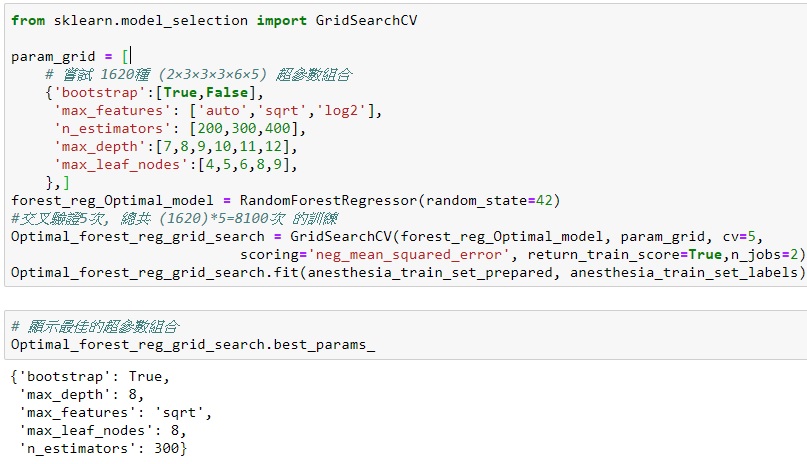 from sklearn.model_selection import GridSearchCV
param_grid = [
# 嘗試 1620種 (2×3×3×3×6×5) 超參數組合
{'bootstrap':[True,False],
'max_features': ['auto','sqrt','log2'],
'n_estimators': [200,300,400],
'max_depth':[7,8,9,10,11,12],
'max_leaf_nodes':[4,5,6,8,9],
},]
forest_reg_Optimal_model = RandomForestRegressor(random_state=42)
#交叉驗證5次, 總共 (1620)*5=8100次 的訓練
Optimal_forest_reg_grid_search = GridSearchCV(forest_reg_Optimal_model, param_grid, cv=5,
scoring='neg_mean_squared_error', return_train_score=True,n_jobs=2)
Optimal_forest_reg_grid_search.fit(anesthesia_train_set_prepared, anesthesia_train_set_labels)
# 顯示最佳的超參數組合
Optimal_forest_reg_grid_search.best_params_
{'bootstrap': True,
'max_depth': 8,
'max_features': 'sqrt',
'max_leaf_nodes': 8,
'n_estimators': 300}